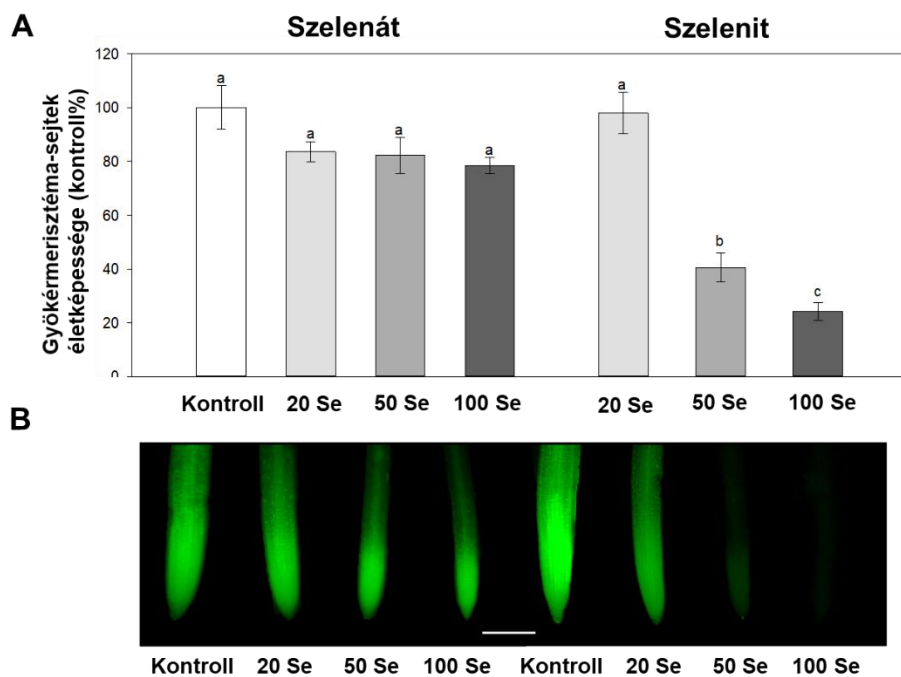 A
Szelenát Szelenit
Gyökérmerisztéma-sejtek
életképessége (kontroll%)
120
100
80
60
40
20
0
a
a
a
a
a
b
c
Kontroll 20 Se 50 Se 100 Se 20 Se 50 Se 100 Se
B
Kontroll 20 Se 50 Se 100 Se Kontroll 20 Se 50 Se 100 Se